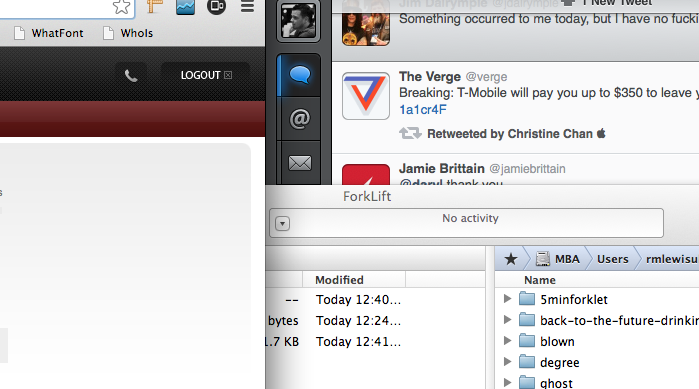 WhatFont
WhoIs
LOGOUT
1 New Tweet
Jim Dalrymple @jdalrymple
Something occurred to me today, but I have no fucki
The Verge @verge
Breaking: T-Mobile will pay you up to $350 to leave y
1a1cr4F
Retweeted by Christine Chan
Jamie Brittain @jamiebrittain
@daryl thank you
ForkLift
No activity
MBA
Users
rmlewisu
Modified
Name
-- Today 12:40...
bytes Today 12:24...
1.7 KB Today 12:41...
5minforklet
back-to-the-future-drinkin
blown
degree
ghost